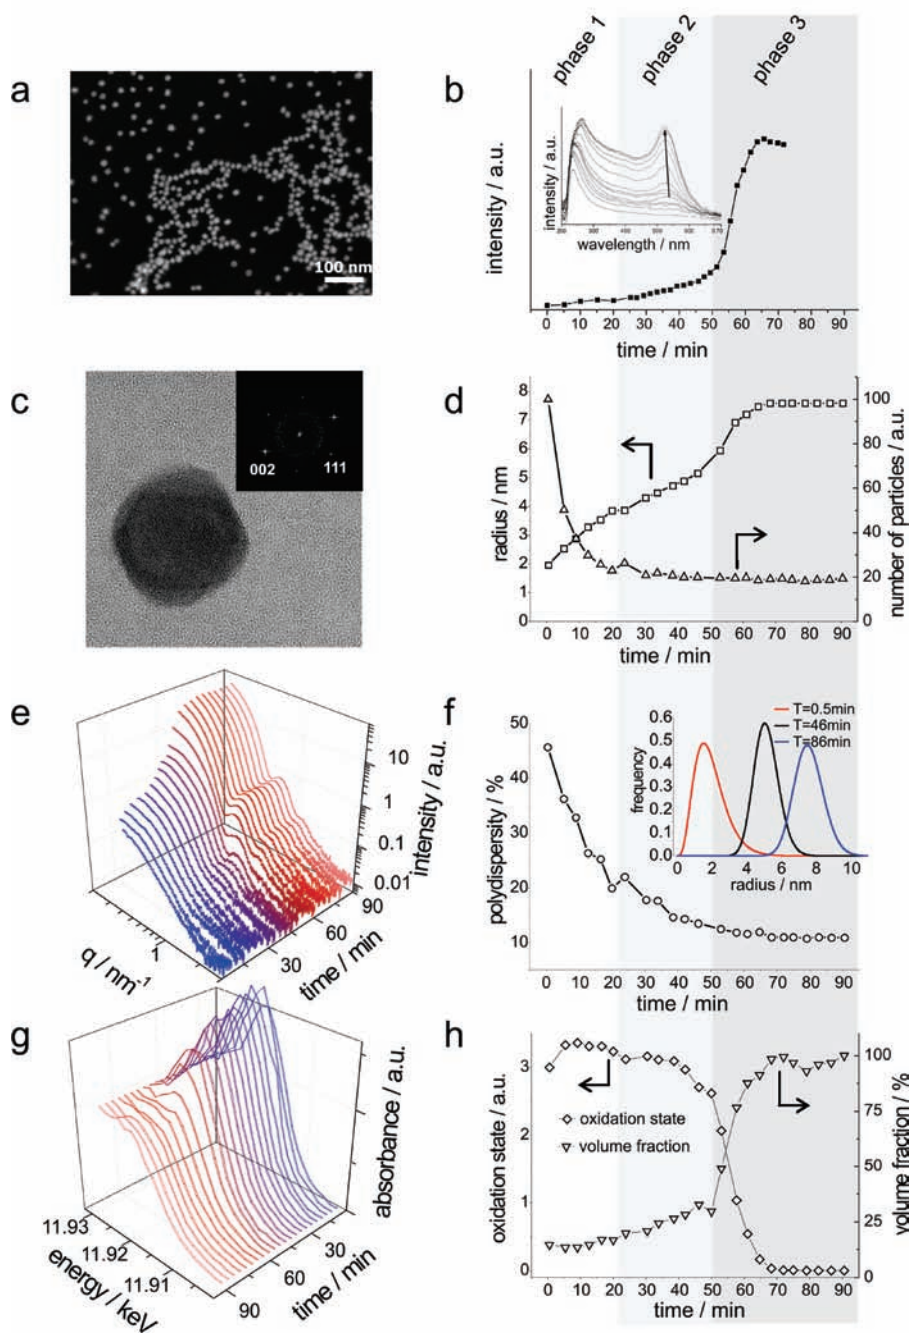 phase 1
phase 2
phase 3
a
100 nm
b
intensity / a.u.
intensity / a.u.
wavelength / nm
0 10 20 30 40 50 60 70 80 90
time / min
c
002
111
d
8
7
6
5
4
3
2
1
0
radius / nm
100
80
60
40
20
0
number of particles / a.u.
0 10 20 30 40 50 60 70 80 90
time / min
e
10
1
0.1
0.01
intensity / a.u.
1
q / nm⁻¹
30
60
90
time / min
f
50
40
30
20
10
polydispersity / %
T=0.5min
T=46min
T=86min
0.6
0.5
0.4
0.3
0.2
0.1
0.0
frequency
0 2 4 6 8 10
radius / nm
0 10 20 30 40 50 60 70 80 90
time / min
g
absorbance / a.u.
11.93
11.92
11.91
energy / keV
90
60
30
time / min
h
3
2
1
0
oxidation state / a.u.
oxidation state
volume fraction
100
75
50
25
0
volume fraction / %
0 10 20 30 40 50 60 70 80 90
time / min